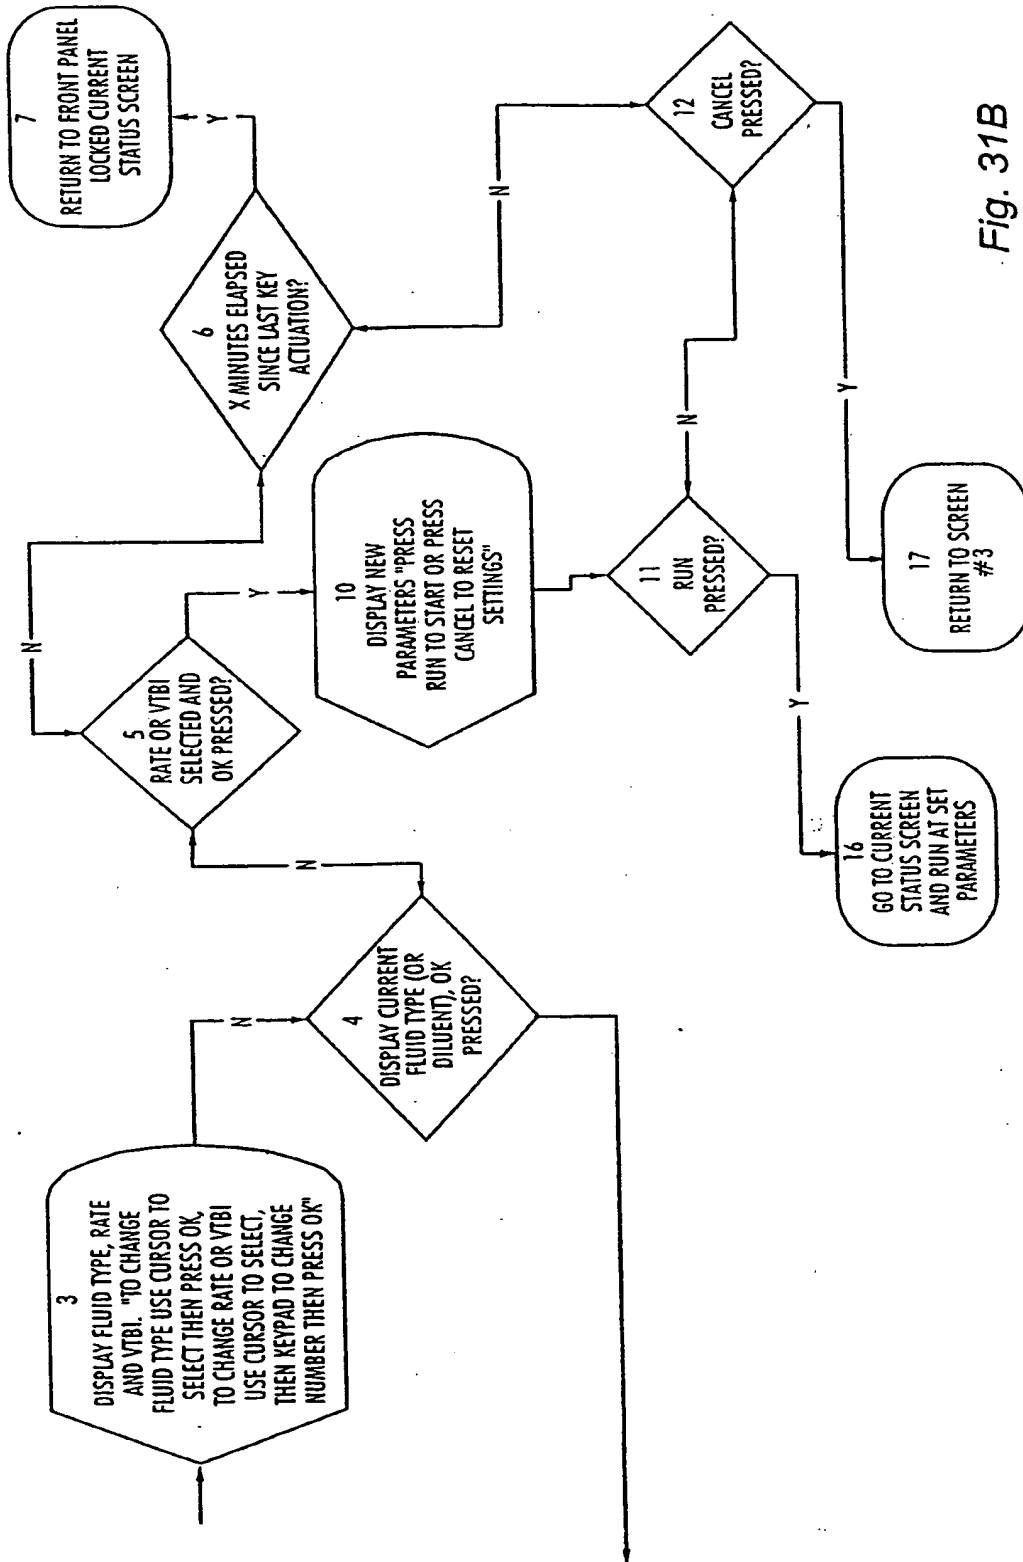 3
DISPLAY FLUID TYPE, RATE
AND VTBI. "TO CHANGE
FLUID TYPE USE CURSOR TO
SELECT THEN PRESS OK,
TO CHANGE RATE OR VTBI
USE CURSOR TO SELECT,
THEN KEYPAD TO CHANGE
NUMBER THEN PRESS OK"
N
4
DISPLAY CURRENT
FLUID TYPE (OR
DILUENT), OK
PRESSED?
N
5
RATE OR VTBI
SELECTED AND
OK PRESSED?
N
Y
6
X MINUTES ELAPSED
SINCE LAST KEY
ACTUATION?
Y
7
RETURN TO FRONT PANEL
LOCKED CURRENT
STATUS SCREEN
N
10
DISPLAY NEW
PARAMETERS "PRESS
RUN TO START OR PRESS
CANCEL TO RESET
SETTINGS"
11
RUN
PRESSED?
N
Y
12
CANCEL
PRESSED?
Y
16
GO TO CURRENT
STATUS SCREEN
AND RUN AT SET
PARAMETERS
17
RETURN TO SCREEN
#3
Fig. 31B